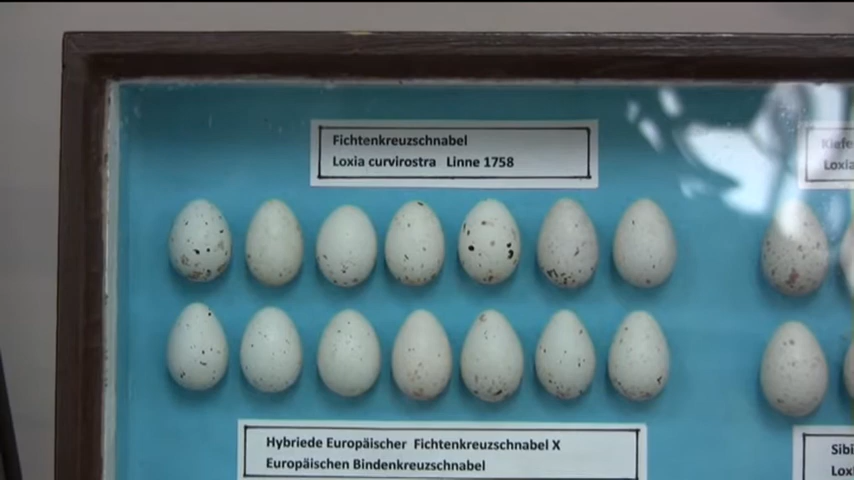 Fichtenkreuzschnabel
Loxia curvirostra Linne 1758
Hybriede Europäischer Fichtenkreuzschnabel X
Europäischen Bindenkreuzschnabel